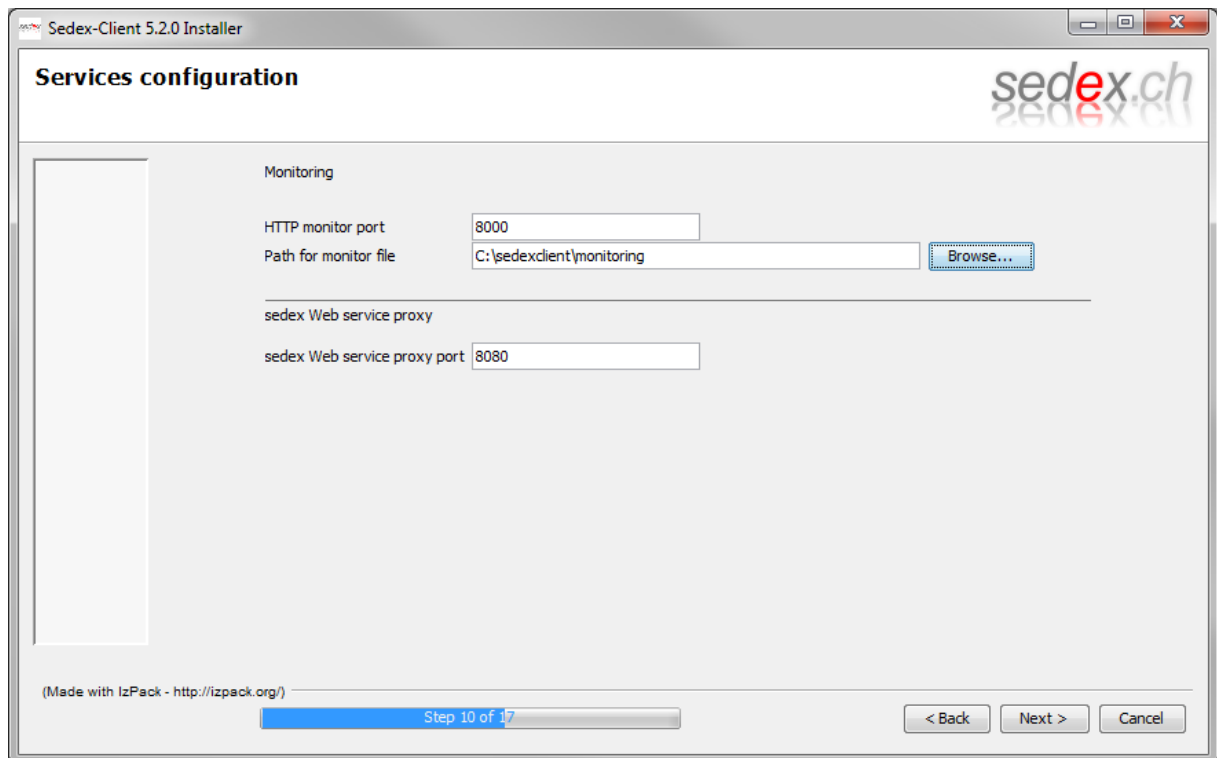 Sedex-Client 5.2.0 Installer
Services configuration
sedex.ch
Monitoring
HTTP monitor port 8000
Path for monitor file C:\sedexclient\monitoring Browse...
sedex Web service proxy
sedex Web service proxy port 8080
(Made with IzPack - http://izpack.org/)
Step 10 of 17
< Back Next > Cancel